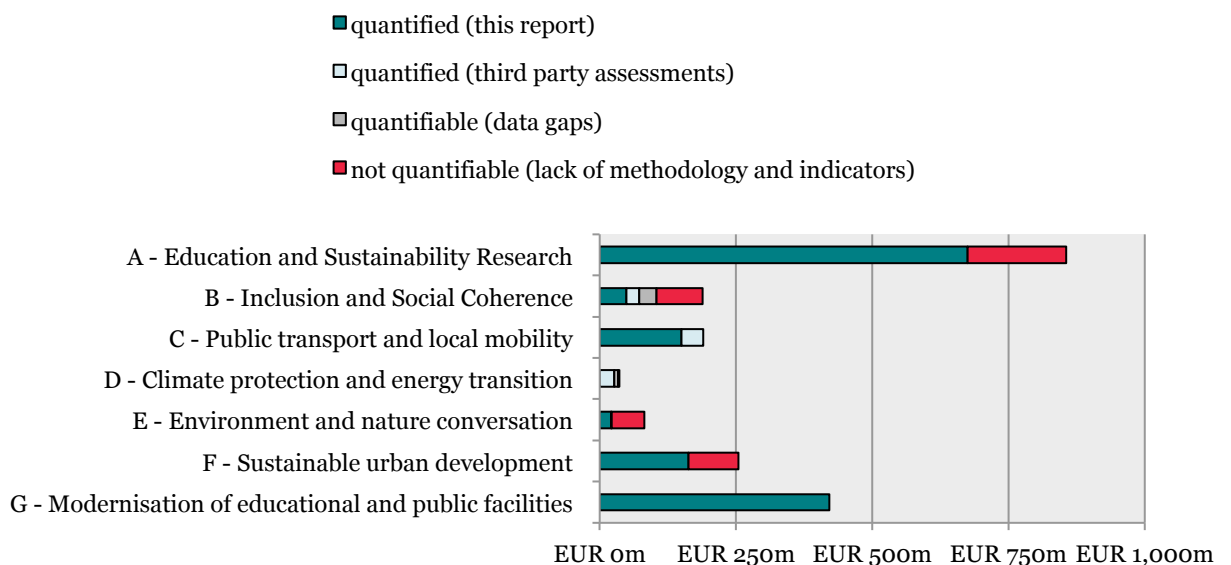 quantified (this report)
quantified (third party assessments)
quantifiable (data gaps)
not quantifiable (lack of methodology and indicators)
A - Education and Sustainability Research
B - Inclusion and Social Coherence
C - Public transport and local mobility
D - Climate protection and energy transition
E - Environment and nature conversation
F - Sustainable urban development
G - Modernisation of educational and public facilities
EUR 0m EUR 250m EUR 500m EUR 750m EUR 1,000m